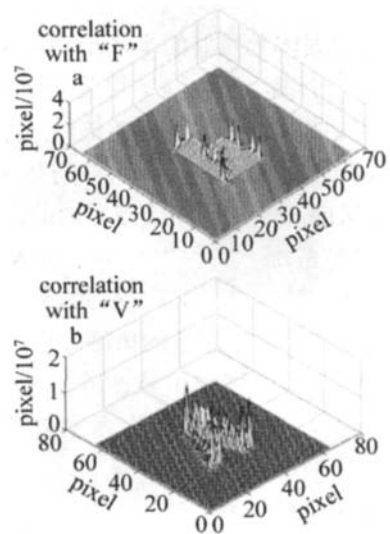 correlation
with “F”
a
pixel/10⁷
4
2
0
70
60
50
40
30
20
10
0
pixel
0
10
20
30
40
50
60
70
pixel
correlation
with “V”
b
pixel/10⁷
2
1
0
80
60
40
20
0
pixel
0
20
40
60
80
pixel